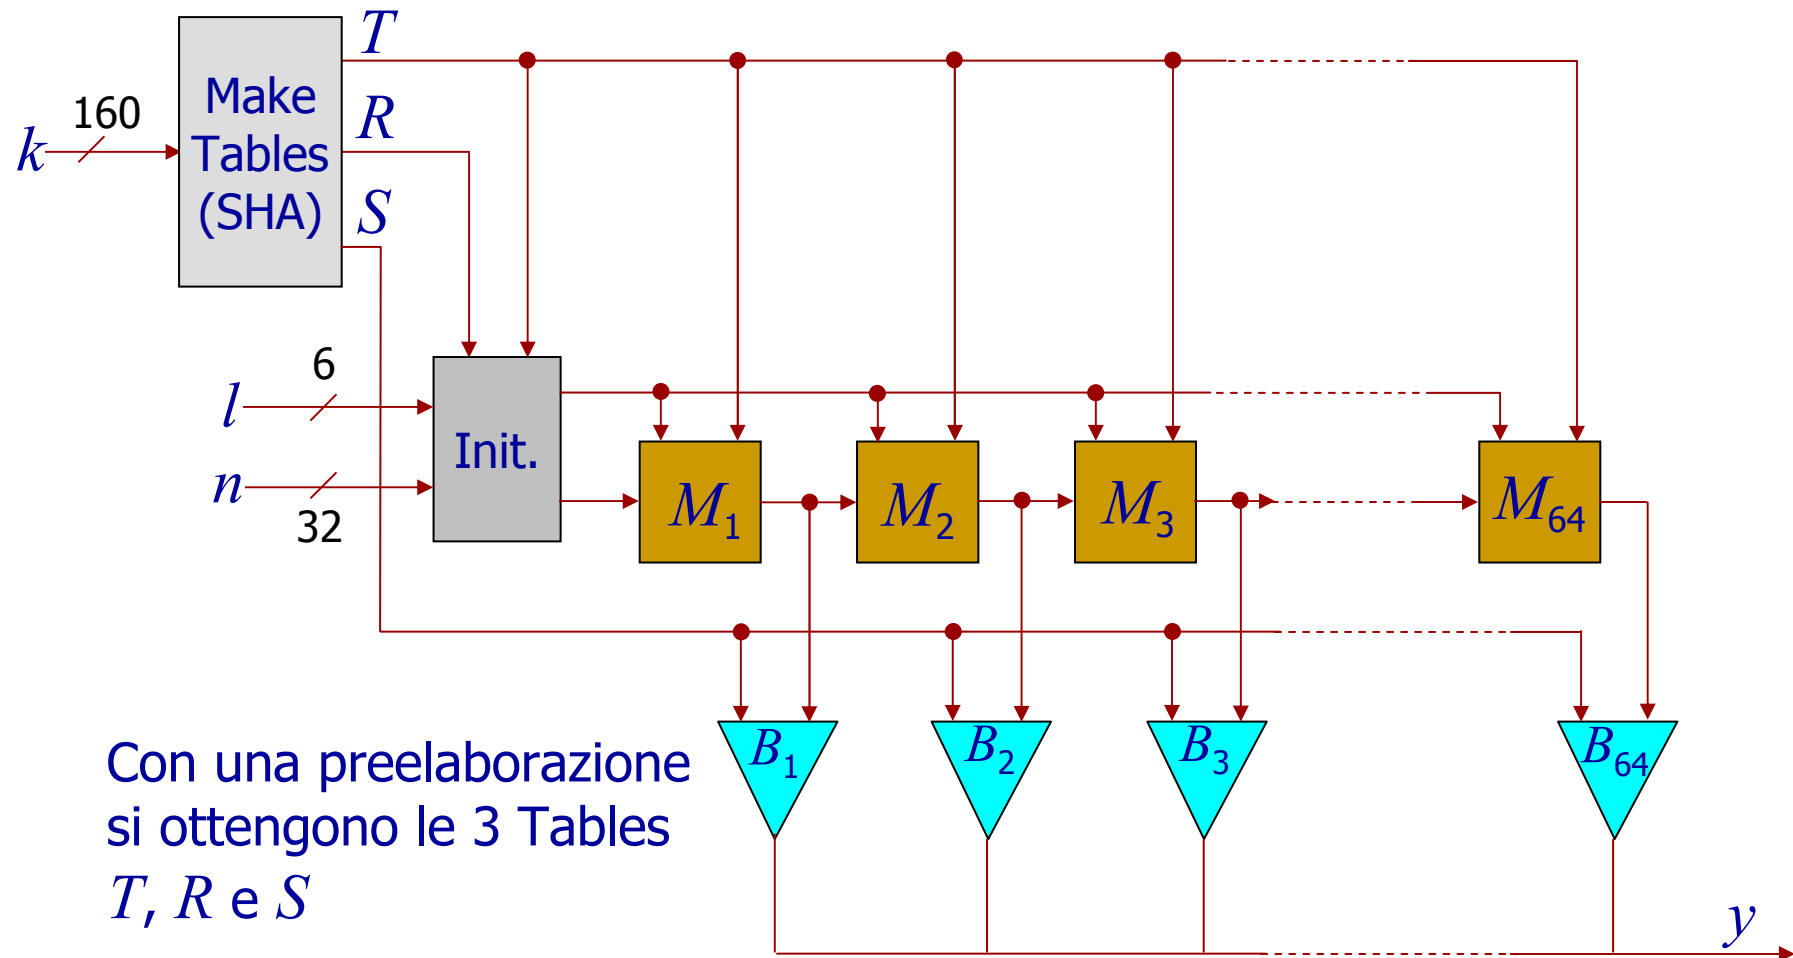 T
160
k
Make
Tables
(SHA)
R
S
6
l
n
32
Init.
M1
M2
M3
M64
B1
B2
B3
B64
Con una preelaborazione
si ottengono le 3 Tables
T, R e S
y